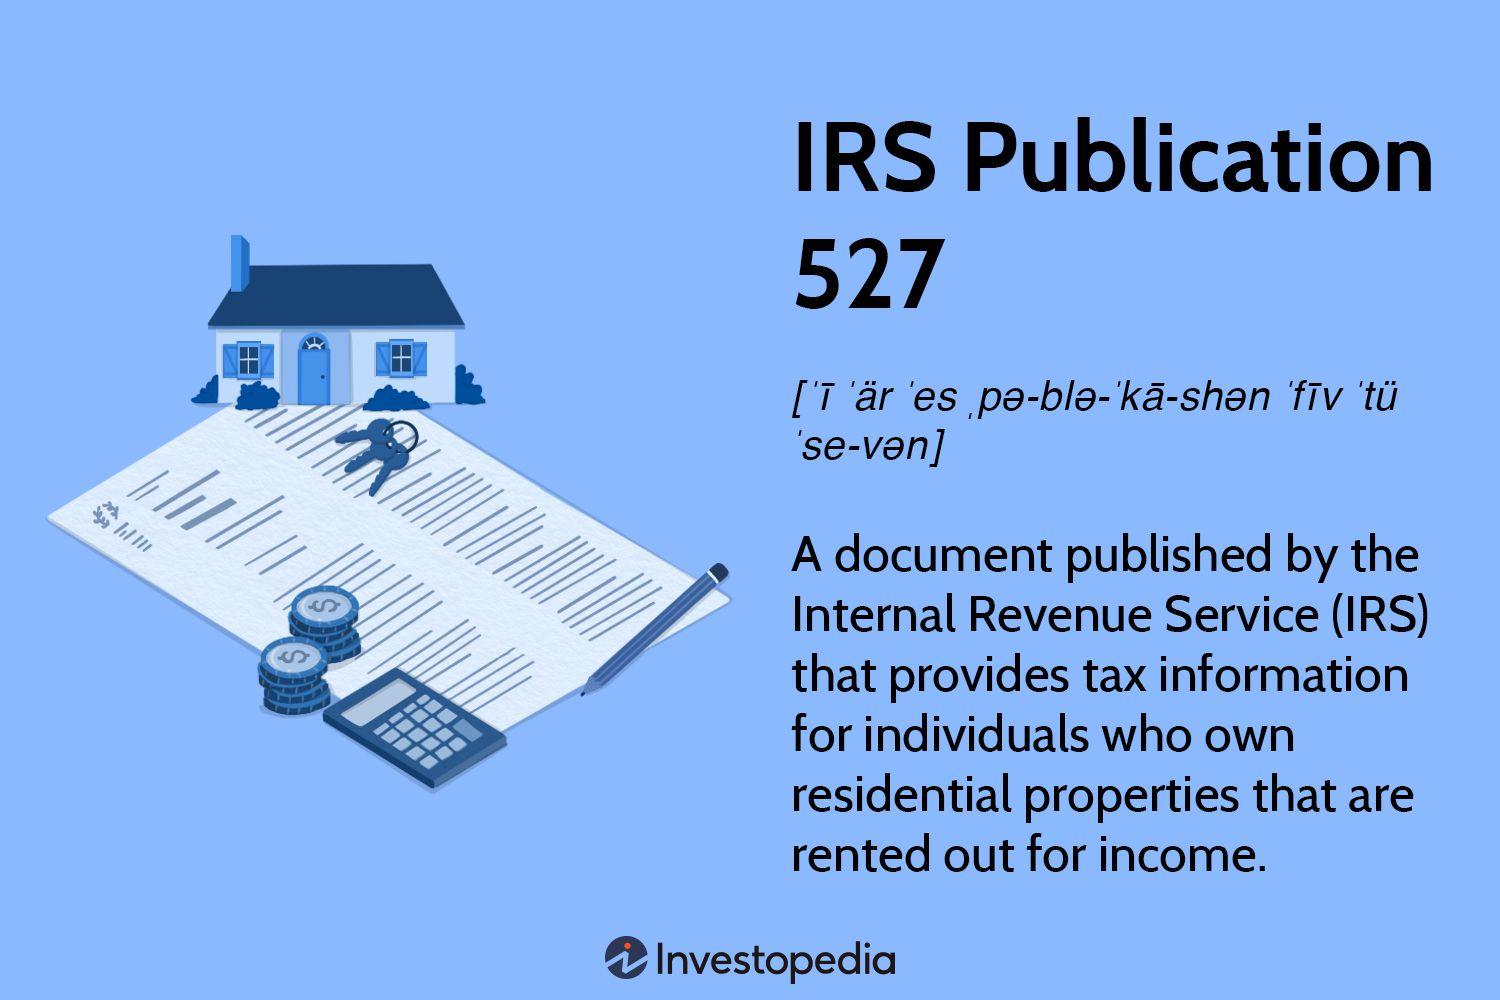 IRS Publication
527
[ˈī ˈär ˈes ˌpə-blə-ˈkā-shən ˈfīv ˈtü
ˈse-vən]
A document published by the
Internal Revenue Service (IRS)
that provides tax information
for individuals who own
residential properties that are
rented out for income.
$
$
Investopedia